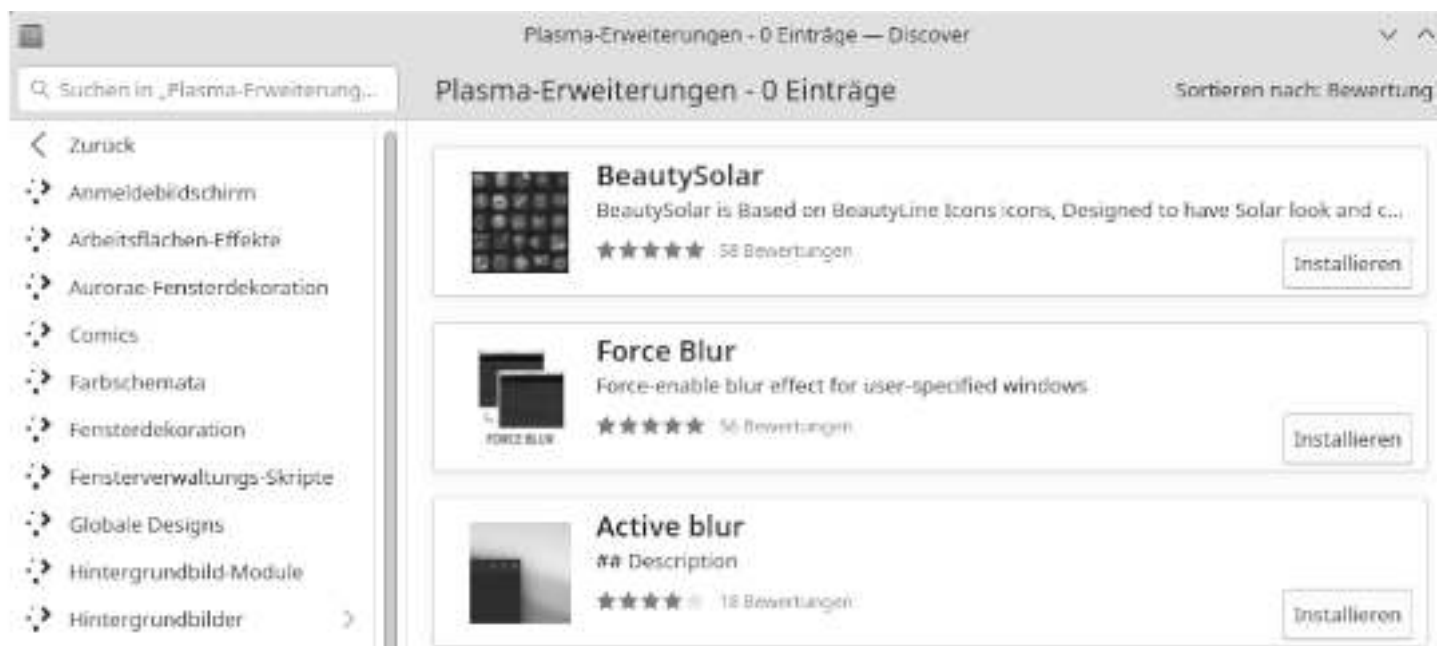 Plasma-Erweiterungen - 0 Einträge — Discover
Suchen in „Plasma-Erweiterung...
Plasma-Erweiterungen - 0 Einträge
Sortieren nach: Bewertung
Zurück
Anmeldebildschirm
Arbeitsflächen-Effekte
Aurorae-Fensterdekoration
Comics
Farbschemata
Fensterdekoration
Fensterverwaltungs-Skripte
Globale Designs
Hintergrundbild-Module
Hintergrundbilder
BeautySolar
BeautySolar is Based on BeautyLine Icons icons, Designed to have Solar look and c...
58 Bewertungen
Installieren
Force Blur
Force-enable blur effect for user-specified windows
FORCE BLUR
56 Bewertungen
Installieren
Active blur
## Description
18 Bewertungen
Installieren